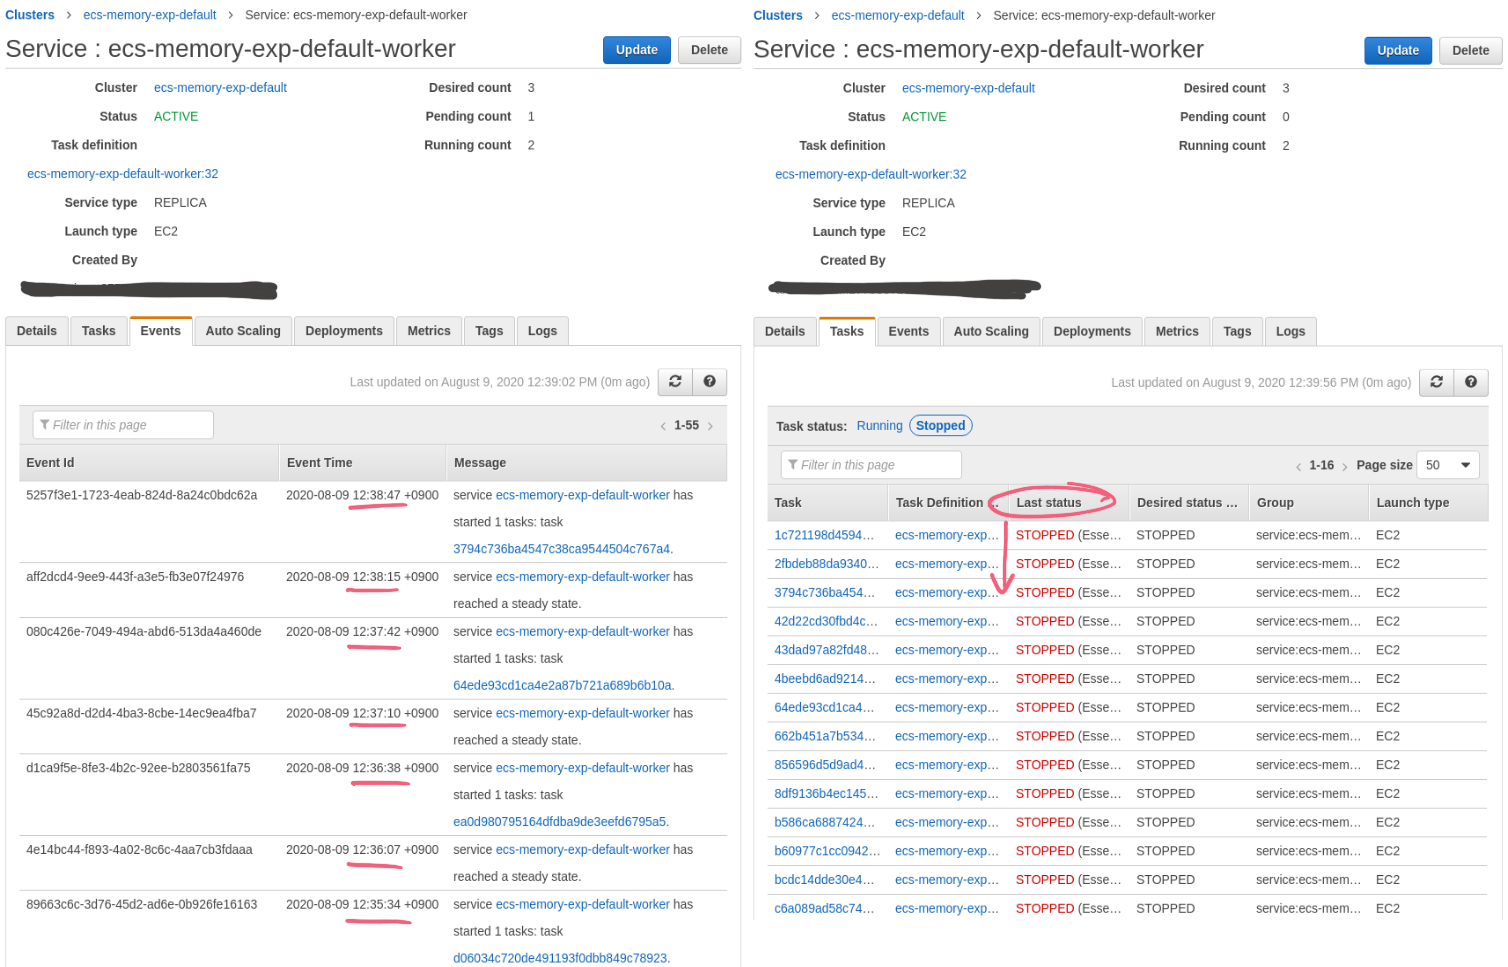 Clusters > ecs-memory-exp-default > Service: ecs-memory-exp-default-worker
Service : ecs-memory-exp-default-worker
Update Delete
Cluster ecs-memory-exp-default
Desired count 3
Status ACTIVE
Pending count 1
Task definition
Running count 2
ecs-memory-exp-default-worker:32
Service type REPLICA
Launch type EC2
Created By
Details Tasks Events Auto Scaling Deployments Metrics Tags Logs
Last updated on August 9, 2020 12:39:02 PM (0m ago)
Filter in this page
< 1-55 >
Event Id Event Time Message
5257f3e1-1723-4eab-824d-8a24c0bdc62a 2020-08-09 12:38:47 +0900 service ecs-memory-exp-default-worker has
started 1 tasks: task
3794c736ba4547c38ca9544504c767a4.
aff2dcd4-9ee9-443f-a3e5-fb3e07f24976 2020-08-09 12:38:15 +0900 service ecs-memory-exp-default-worker has
reached a steady state.
080c426e-7049-494a-abd6-513da4a460de 2020-08-09 12:37:42 +0900 service ecs-memory-exp-default-worker has
started 1 tasks: task
64ede93cd1ca4e2a87b721a689b6b10a.
45c92a8d-d2d4-4ba3-8cbe-14ec9ea4fba7 2020-08-09 12:37:10 +0900 service ecs-memory-exp-default-worker has
reached a steady state.
d1ca9f5e-8fe3-4b2c-92ee-b2803561fa75 2020-08-09 12:36:38 +0900 service ecs-memory-exp-default-worker has
started 1 tasks: task
ea0d980795164dfdba9de3eefd6795a5.
4e14bc44-f893-4a02-8c6c-4aa7cb3fdaaa 2020-08-09 12:36:07 +0900 service ecs-memory-exp-default-worker has
reached a steady state.
89663c6c-3d76-45d2-ad6e-0b926fe16163 2020-08-09 12:35:34 +0900 service ecs-memory-exp-default-worker has
started 1 tasks: task
d06034c720de491193f0dbb849c78923.
Clusters > ecs-memory-exp-default > Service: ecs-memory-exp-default-worker
Service : ecs-memory-exp-default-worker
Update Delete
Cluster ecs-memory-exp-default
Desired count 3
Status ACTIVE
Pending count 0
Task definition
Running count 2
ecs-memory-exp-default-worker:32
Service type REPLICA
Launch type EC2
Created By
Details Tasks Events Auto Scaling Deployments Metrics Tags Logs
Last updated on August 9, 2020 12:39:56 PM (0m ago)
Task status: Running Stopped
Filter in this page
< 1-16 > Page size 50
Task Task Definition ... Last status Desired status ... Group Launch type
1c721198d4594... ecs-memory-exp... STOPPED (Esse... STOPPED service:ecs-mem... EC2
2fbdeb88da9340... ecs-memory-exp... STOPPED (Esse... STOPPED service:ecs-mem... EC2
3794c736ba454... ecs-memory-exp... STOPPED (Esse... STOPPED service:ecs-mem... EC2
42d22cd30fbd4c... ecs-memory-exp... STOPPED (Esse... STOPPED service:ecs-mem... EC2
43dad97a82fd48... ecs-memory-exp... STOPPED (Esse... STOPPED service:ecs-mem... EC2
4beebd6ad9214... ecs-memory-exp... STOPPED (Esse... STOPPED service:ecs-mem... EC2
64ede93cd1ca4... ecs-memory-exp... STOPPED (Esse... STOPPED service:ecs-mem... EC2
662b451a7b534... ecs-memory-exp... STOPPED (Esse... STOPPED service:ecs-mem... EC2
856596d5d9ad4... ecs-memory-exp... STOPPED (Esse... STOPPED service:ecs-mem... EC2
8df9136b4ec145... ecs-memory-exp... STOPPED (Esse... STOPPED service:ecs-mem... EC2
b586ca6887424... ecs-memory-exp... STOPPED (Esse... STOPPED service:ecs-mem... EC2
b60977c1cc0942... ecs-memory-exp... STOPPED (Esse... STOPPED service:ecs-mem... EC2
bcdc14dde30e4... ecs-memory-exp... STOPPED (Esse... STOPPED service:ecs-mem... EC2
c6a089ad58c74... ecs-memory-exp... STOPPED (Esse... STOPPED service:ecs-mem... EC2